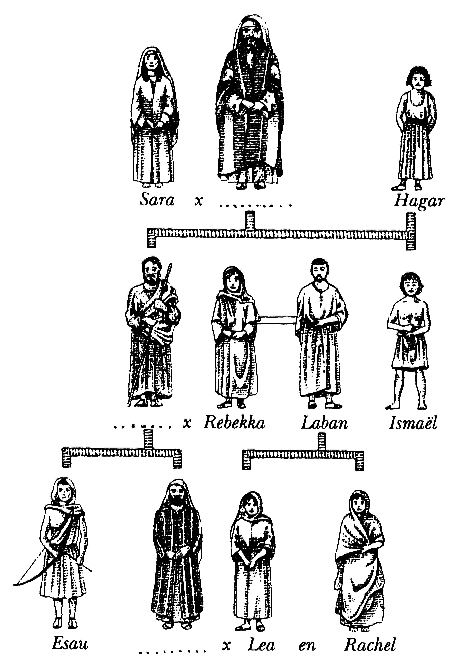 Sara x .......... Hagar
........ x Rebekka Laban Ismaël
Esau .......... x Lea en Rachel